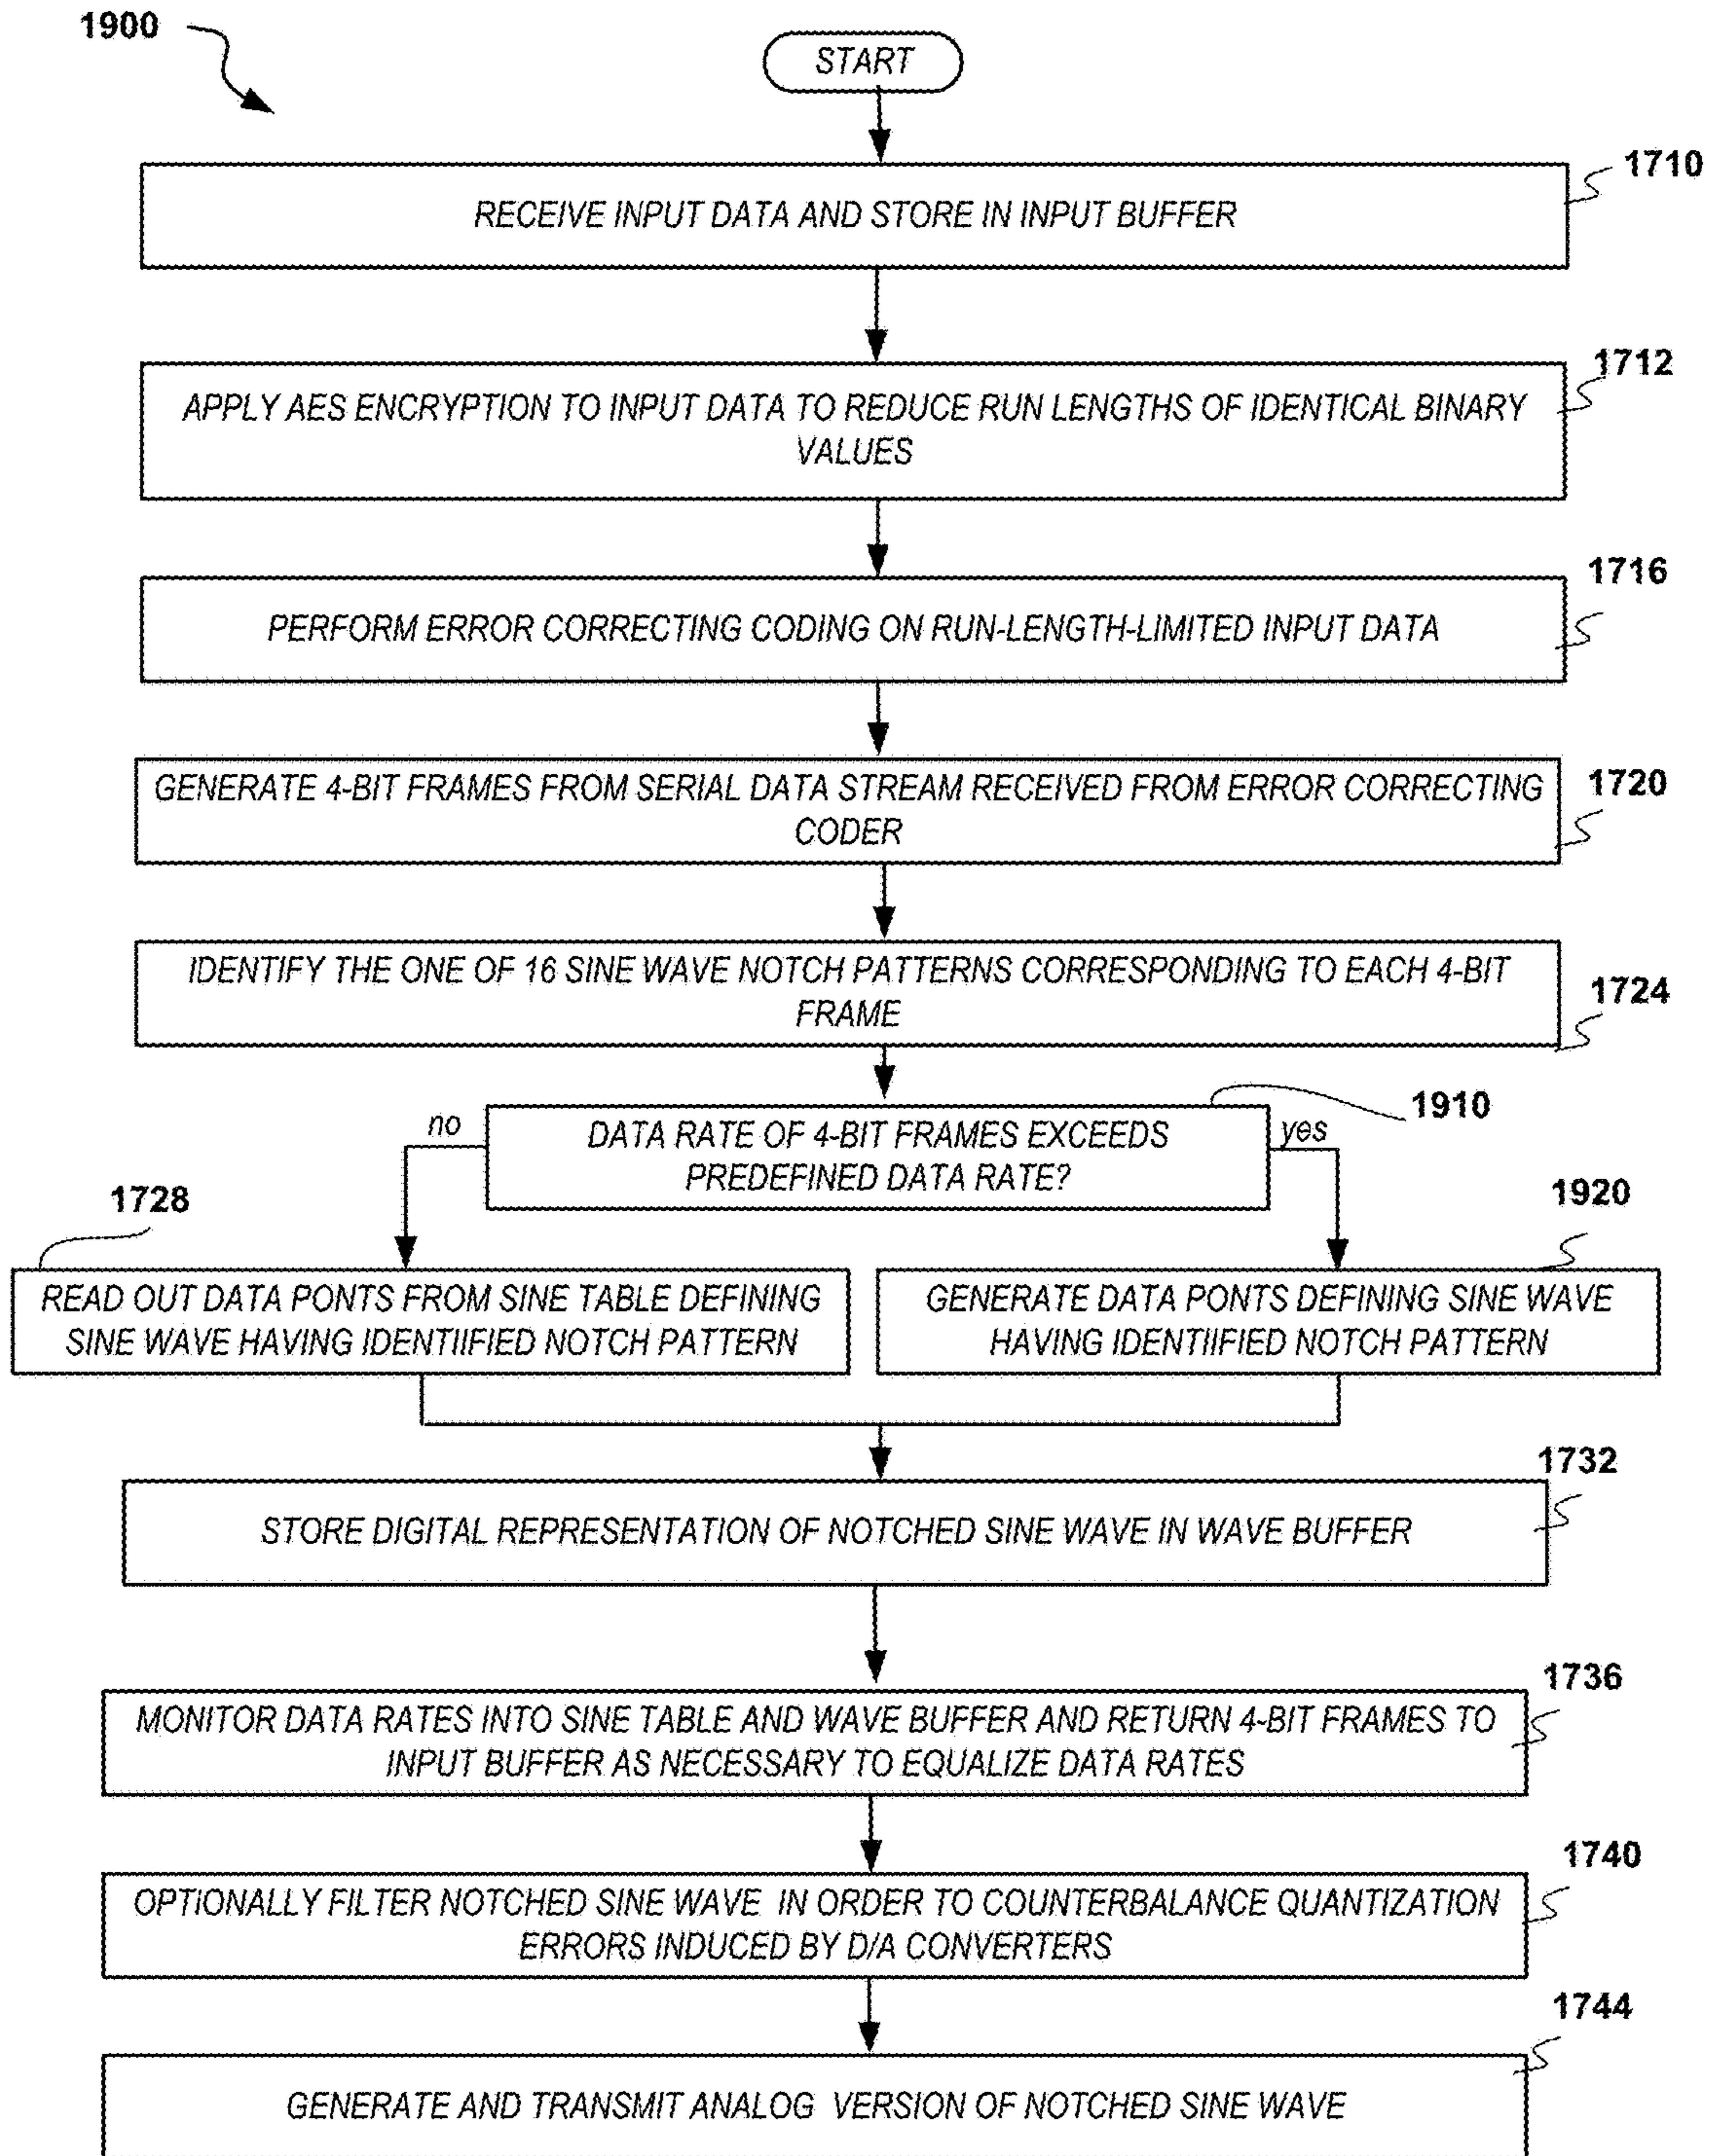 1900
START
1710
RECEIVE INPUT DATA AND STORE IN INPUT BUFFER
1712
APPLY AES ENCRYPTION TO INPUT DATA TO REDUCE RUN LENGTHS OF IDENTICAL BINARY
VALUES
1716
PERFORM ERROR CORRECTING CODING ON RUN-LENGTH-LIMITED INPUT DATA
1720
GENERATE 4-BIT FRAMES FROM SERIAL DATA STREAM RECEIVED FROM ERROR CORRECTING
CODER
IDENTIFY THE ONE OF 16 SINE WAVE NOTCH PATTERNS CORRESPONDING TO EACH 4-BIT
FRAME
1724
1910
no
DATA RATE OF 4-BIT FRAMES EXCEEDS
PREDEFINED DATA RATE?
yes
1728
1920
READ OUT DATA PONTS FROM SINE TABLE DEFINING
SINE WAVE HAVING IDENTIIFIED NOTCH PATTERN
GENERATE DATA PONTS DEFINING SINE WAVE
HAVING IDENTIIFIED NOTCH PATTERN
1732
STORE DIGITAL REPRESENTATION OF NOTCHED SINE WAVE IN WAVE BUFFER
1736
MONITOR DATA RATES INTO SINE TABLE AND WAVE BUFFER AND RETURN 4-BIT FRAMES TO
INPUT BUFFER AS NECESSARY TO EQUALIZE DATA RATES
1740
OPTIONALLY FILTER NOTCHED SINE WAVE IN ORDER TO COUNTERBALANCE QUANTIZATION
ERRORS INDUCED BY D/A CONVERTERS
1744
GENERATE AND TRANSMIT ANALOG VERSION OF NOTCHED SINE WAVE